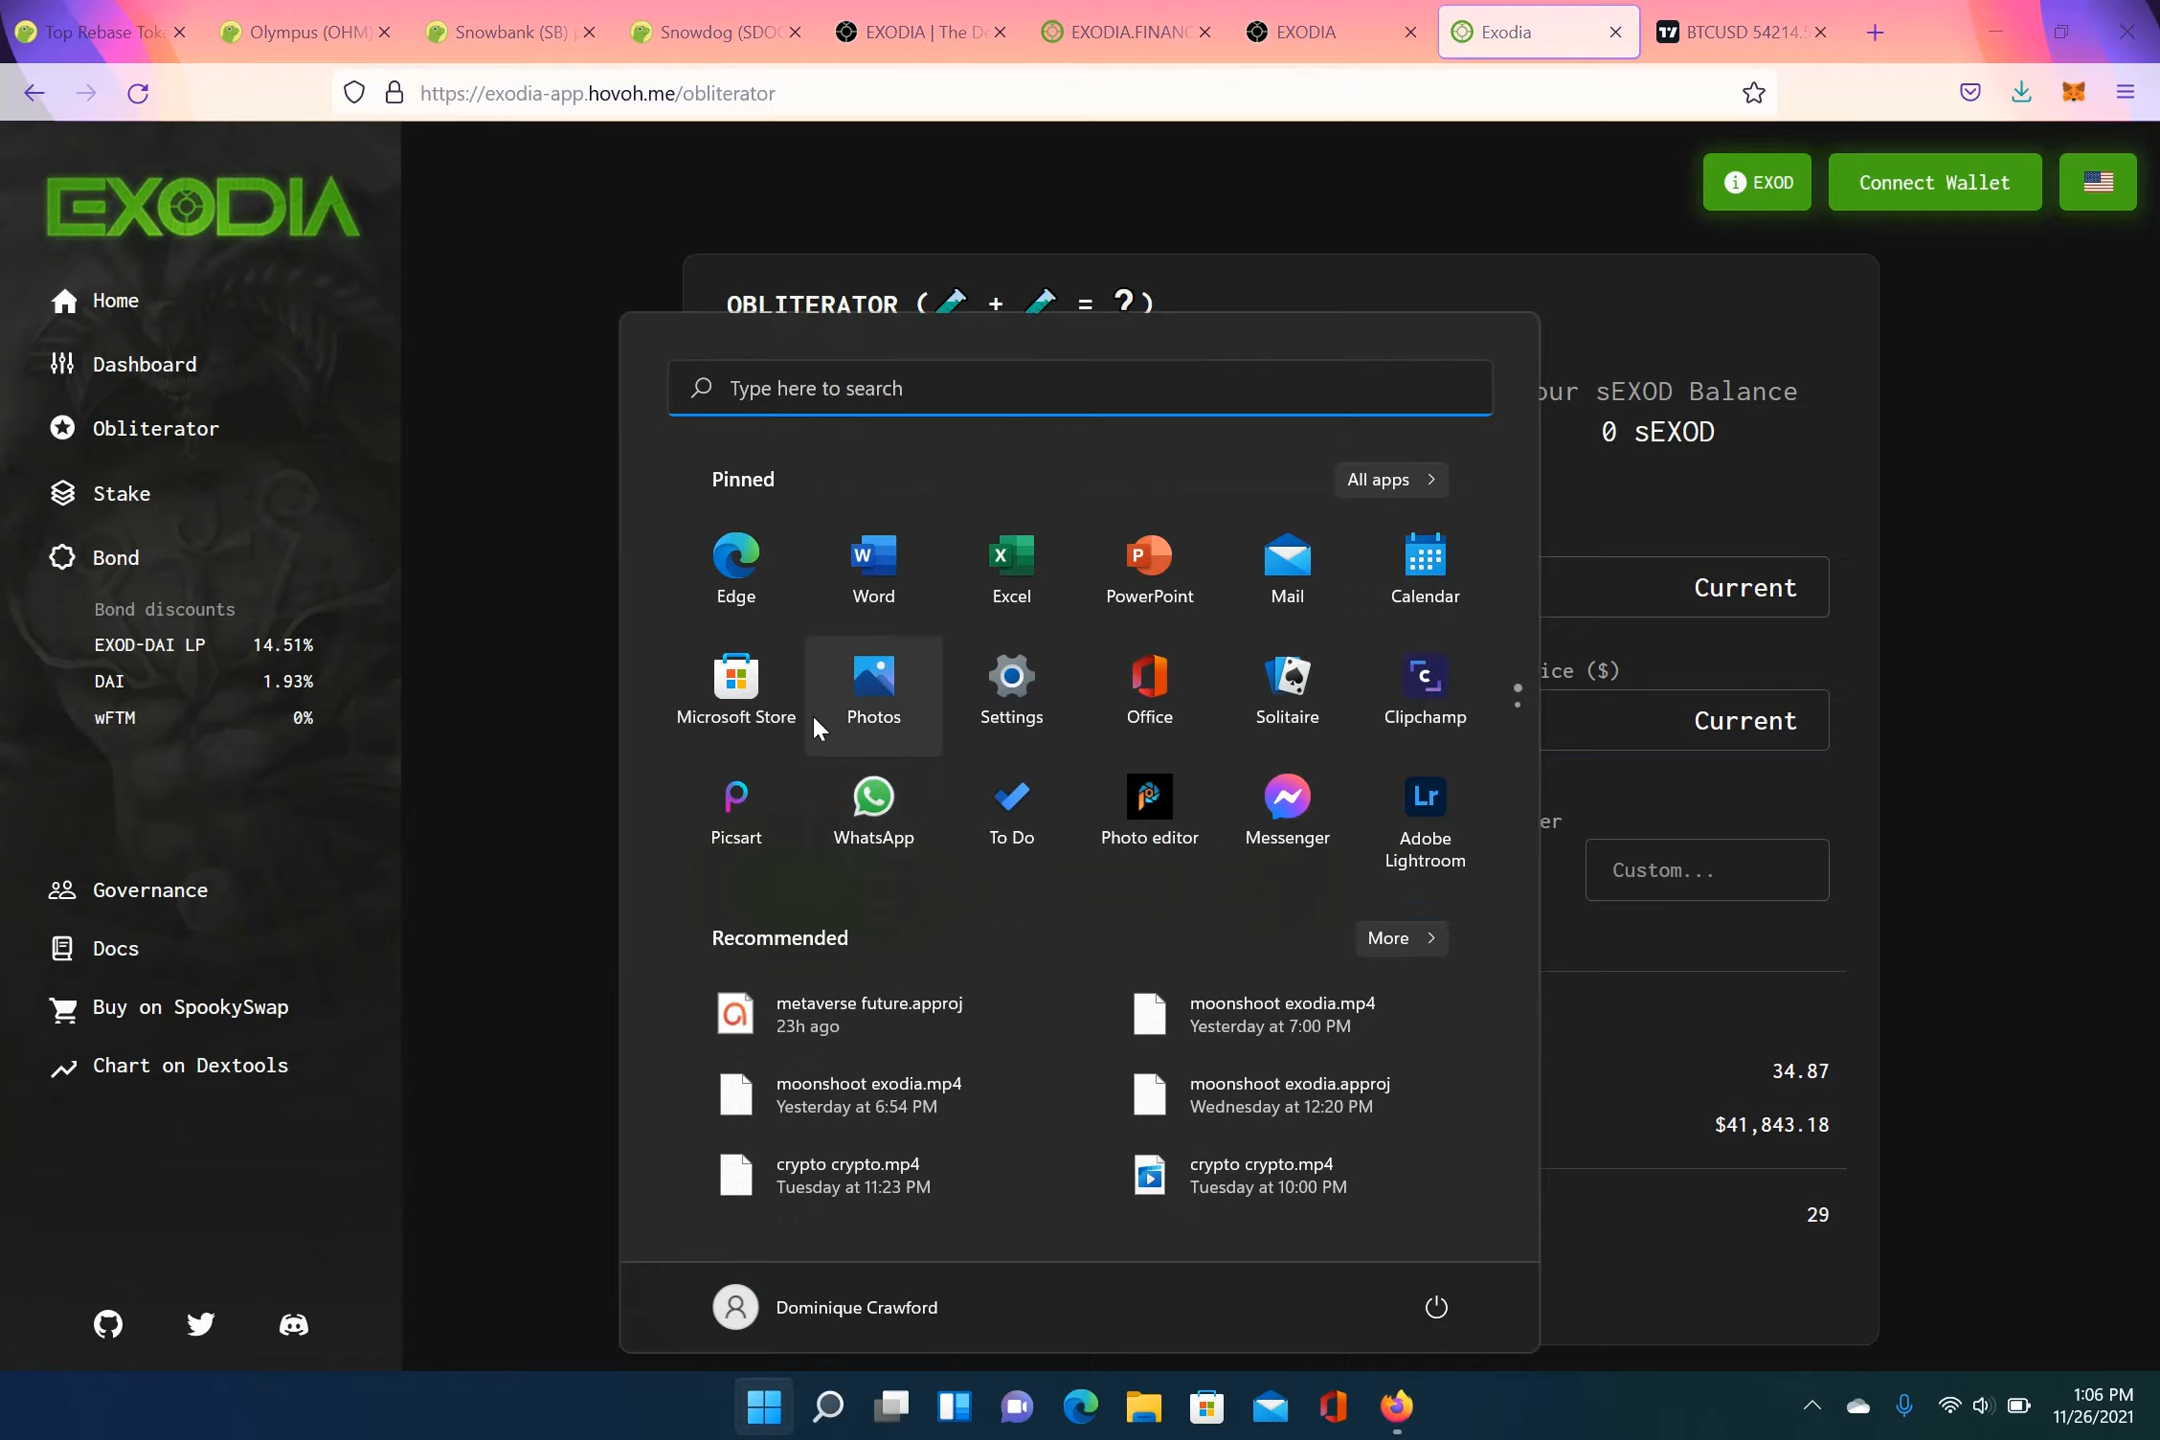 Top Rebase Toke
Olympus (OHM)
Snowbank (SB)
Snowdog (SDOC
EXODIA | The De
EXODIA.FINANC
EXODIA
Exodia
BTCUSD 54214.
https://exodia-app.hovoh.me/obliterator
EXODIA
EXOD
Connect Wallet
Home
Dashboard
Obliterator
Stake
Bond
Bond discounts
EXOD-DAI LP 14.51%
DAI 1.93%
wFTM 0%
Governance
Docs
Buy on SpookySwap
Chart on Dextools
OBLITERATOR ( + = ?)
our sEXOD Balance
0 sEXOD
Current
ice ($)
Current
er
Custom...
34.87
$41,843.18
29
Type here to search
Pinned
All apps
Edge
Word
Excel
PowerPoint
Mail
Calendar
Microsoft Store
Photos
Settings
Office
Solitaire
Clipchamp
Picsart
WhatsApp
To Do
Photo editor
Messenger
Adobe
Lightroom
Recommended
More
metaverse future.approj
23h ago
moonshoot exodia.mp4
Yesterday at 7:00 PM
moonshoot exodia.mp4
Yesterday at 6:54 PM
moonshoot exodia.approj
Wednesday at 12:20 PM
crypto crypto.mp4
Tuesday at 11:23 PM
crypto crypto.mp4
Tuesday at 10:00 PM
Dominique Crawford
1:06 PM
11/26/2021